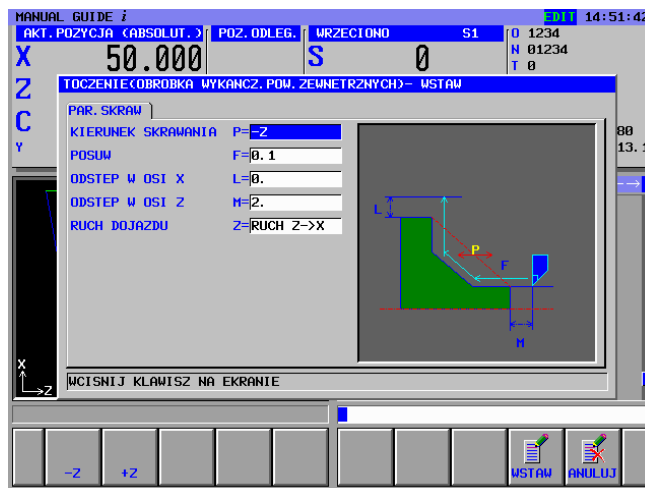 MANUAL GUIDE i EDIT 14:51:42
AKT.POZYCJA (ABSOLUT.) POZ.ODLEG. WRZECIONO S1 O 1234
X 50.000 S 0 N 01234
T 0
Z TOCZENIE(OBROBKA WYKANCZ.POW.ZEWNETRZNYCH)- WSTAW
C PAR.SKRAW
KIERUNEK SKRAWANIA P=-Z 80
Y POSUW F=0.1 13.1
ODSTEP W OSI X L=0.
ODSTEP W OSI Z M=2.
RUCH DOJAZDU Z=RUCH Z->X
L
P
F
M
X
Z
WCISNIJ KLAWISZ NA EKRANIE
-Z +Z WSTAW ANULUJ